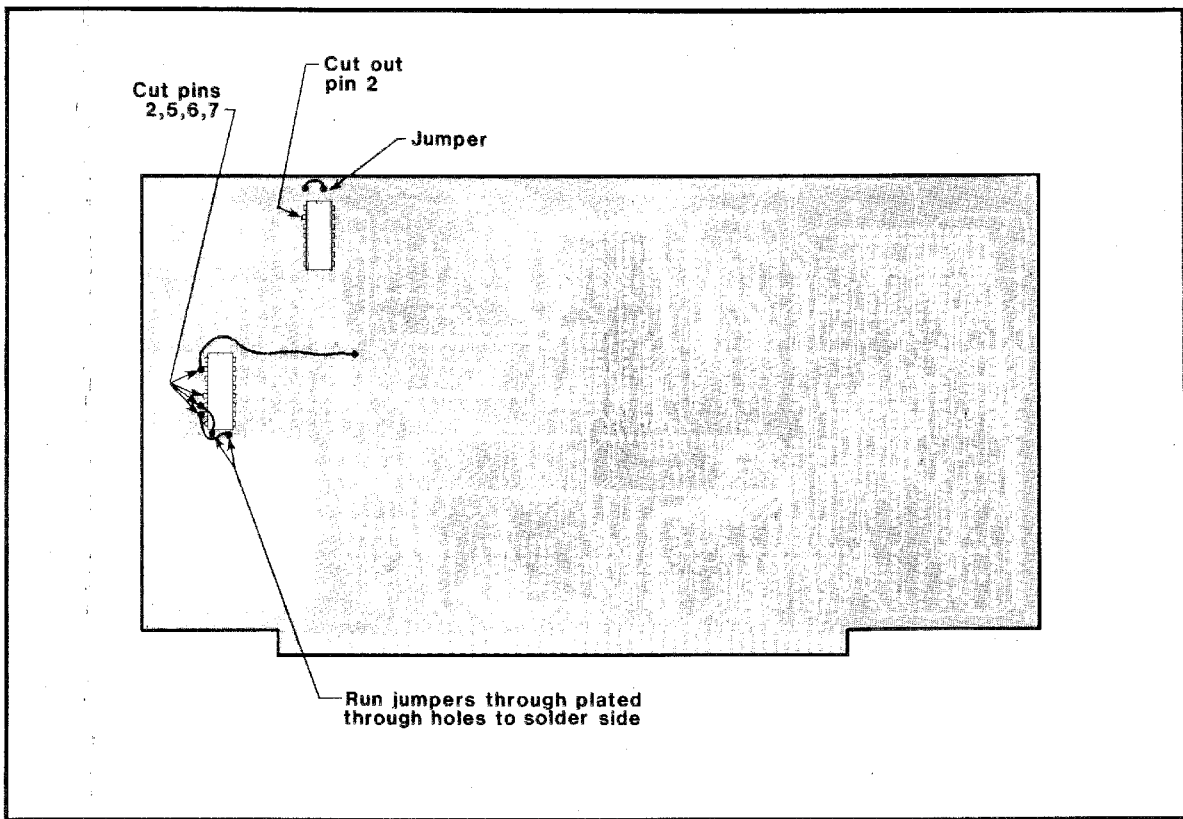 Cut out
pin 2
Cut pins
2,5,6,7
Jumper
Run jumpers through plated
through holes to solder side